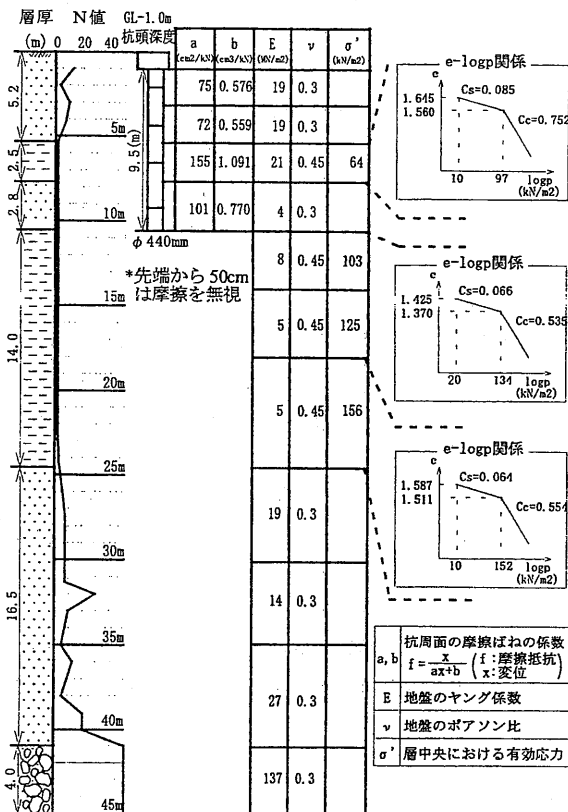 層厚 N値 GL-1.0m
(m) 0 20 40 杭頭深度
a b E ν σ'
(cm2/kN) (cm3/kN) (MN/m2) (kN/m2)
75 0.576 19 0.3
72 0.559 19 0.3
155 1.091 21 0.45 64
101 0.770 4 0.3
8 0.45 103
5 0.45 125
5 0.45 156
19 0.3
14 0.3
27 0.3
137 0.3
5.2
2.5
2.8
14.0
16.5
4.0
5m
10m
15m
20m
25m
30m
35m
40m
45m
9.5(m)
φ440mm
*先端から50cm
は摩擦を無視
e-logp関係
e
Cs=0.085
1.645
1.560
Cc=0.752
10 97 logp
(kN/m2)
e-logp関係
e
Cs=0.066
1.425
1.370
Cc=0.535
20 134 logp
(kN/m2)
e-logp関係
e
Cs=0.064
1.587
1.511
Cc=0.554
10 152 logp
(kN/m2)
a,b 杭周面の摩擦ばねの係数
f=x/ax+b (f:摩擦抵抗 x:変位)
E 地盤のヤング係数
ν 地盤のポアソン比
σ' 層中央における有効応力